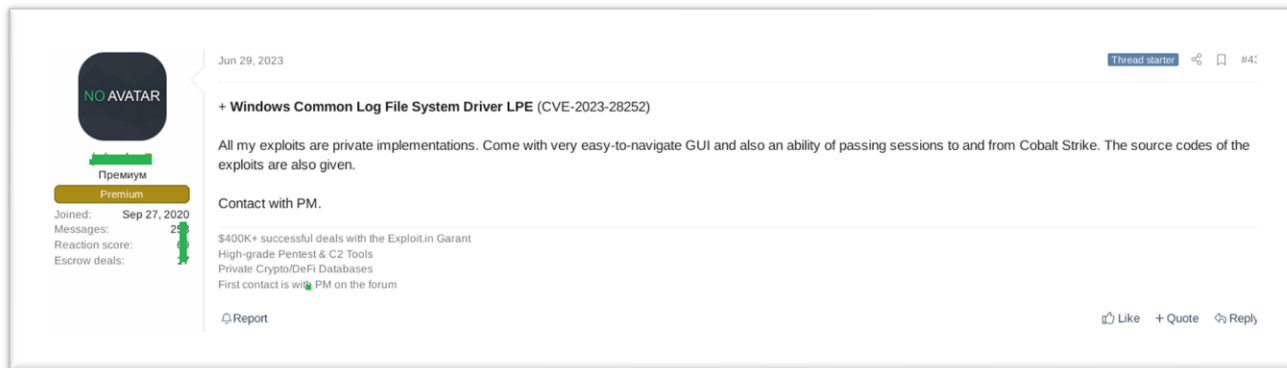 Jun 29, 2023
Thread starter
NO AVATAR
+ Windows Common Log File System Driver LPE (CVE-2023-28252)
All my exploits are private implementations. Come with very easy-to-navigate GUI and also an ability of passing sessions to and from Cobalt Strike. The source codes of the
exploits are also given.
Contact with PM.
Премиум
Premium
Joined: Sep 27, 2020
Messages:
Reaction score:
Escrow deals:
$400K+ successful deals with the Exploit.in Garant
High-grade Pentest & C2 Tools
Private Crypto/DeFi Databases
First contact is with PM on the forum
Report
Like
+ Quote
Reply